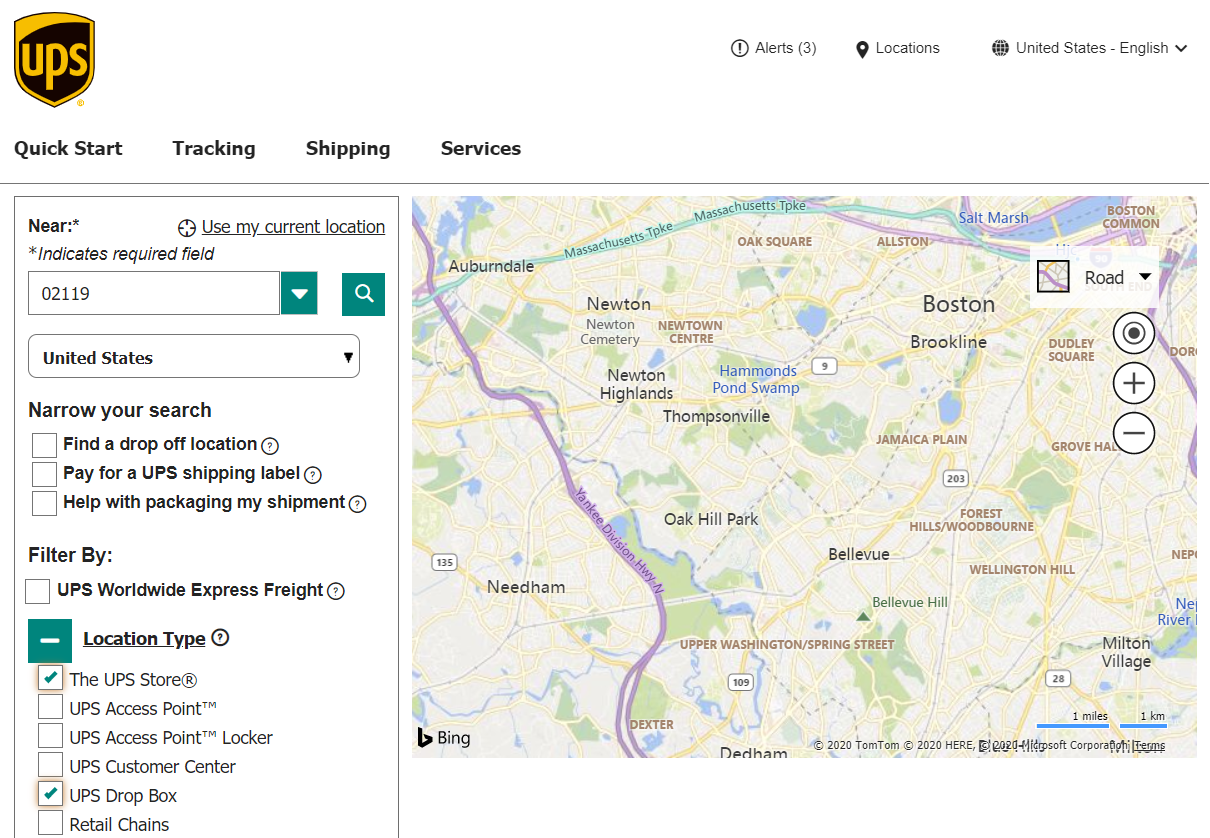 ups
Alerts (3)
Locations
United States - English
Quick Start
Tracking
Shipping
Services
Near:*
Use my current location
*Indicates required field
02119
United States
Narrow your search
Find a drop off location ?
Pay for a UPS shipping label ?
Help with packaging my shipment ?
Filter By:
UPS Worldwide Express Freight ?
Location Type ?
The UPS Store®
UPS Access Point™
UPS Access Point™ Locker
UPS Customer Center
UPS Drop Box
Retail Chains
Massachusetts Tpke
Massachusetts Tpke
Salt Marsh
BOSTON
COMMON
OAK SQUARE
ALLSTON
Auburndale
Road
SOUTH END
Newton
Newton
Cemetery
NEWTOWN
CENTRE
Boston
Brookline
DUDLEY
SQUARE
Newton
Highlands
Hammonds
Pond Swamp
9
Thompsonville
JAMAICA PLAIN
GROVE HAL
203
Yankee Division Hwy-N
Oak Hill Park
FOREST
HILLS/WOODBOURNE
Bellevue
135
WELLINGTON HILL
Needham
Bellevue Hill
River
UPPER WASHINGTON/SPRING STREET
Milton
Village
109
28
DEXTER
1 miles
1 km
Bing
Dedham
© 2020 TomTom © 2020 HERE, © 2020 Microsoft Corporation Terms